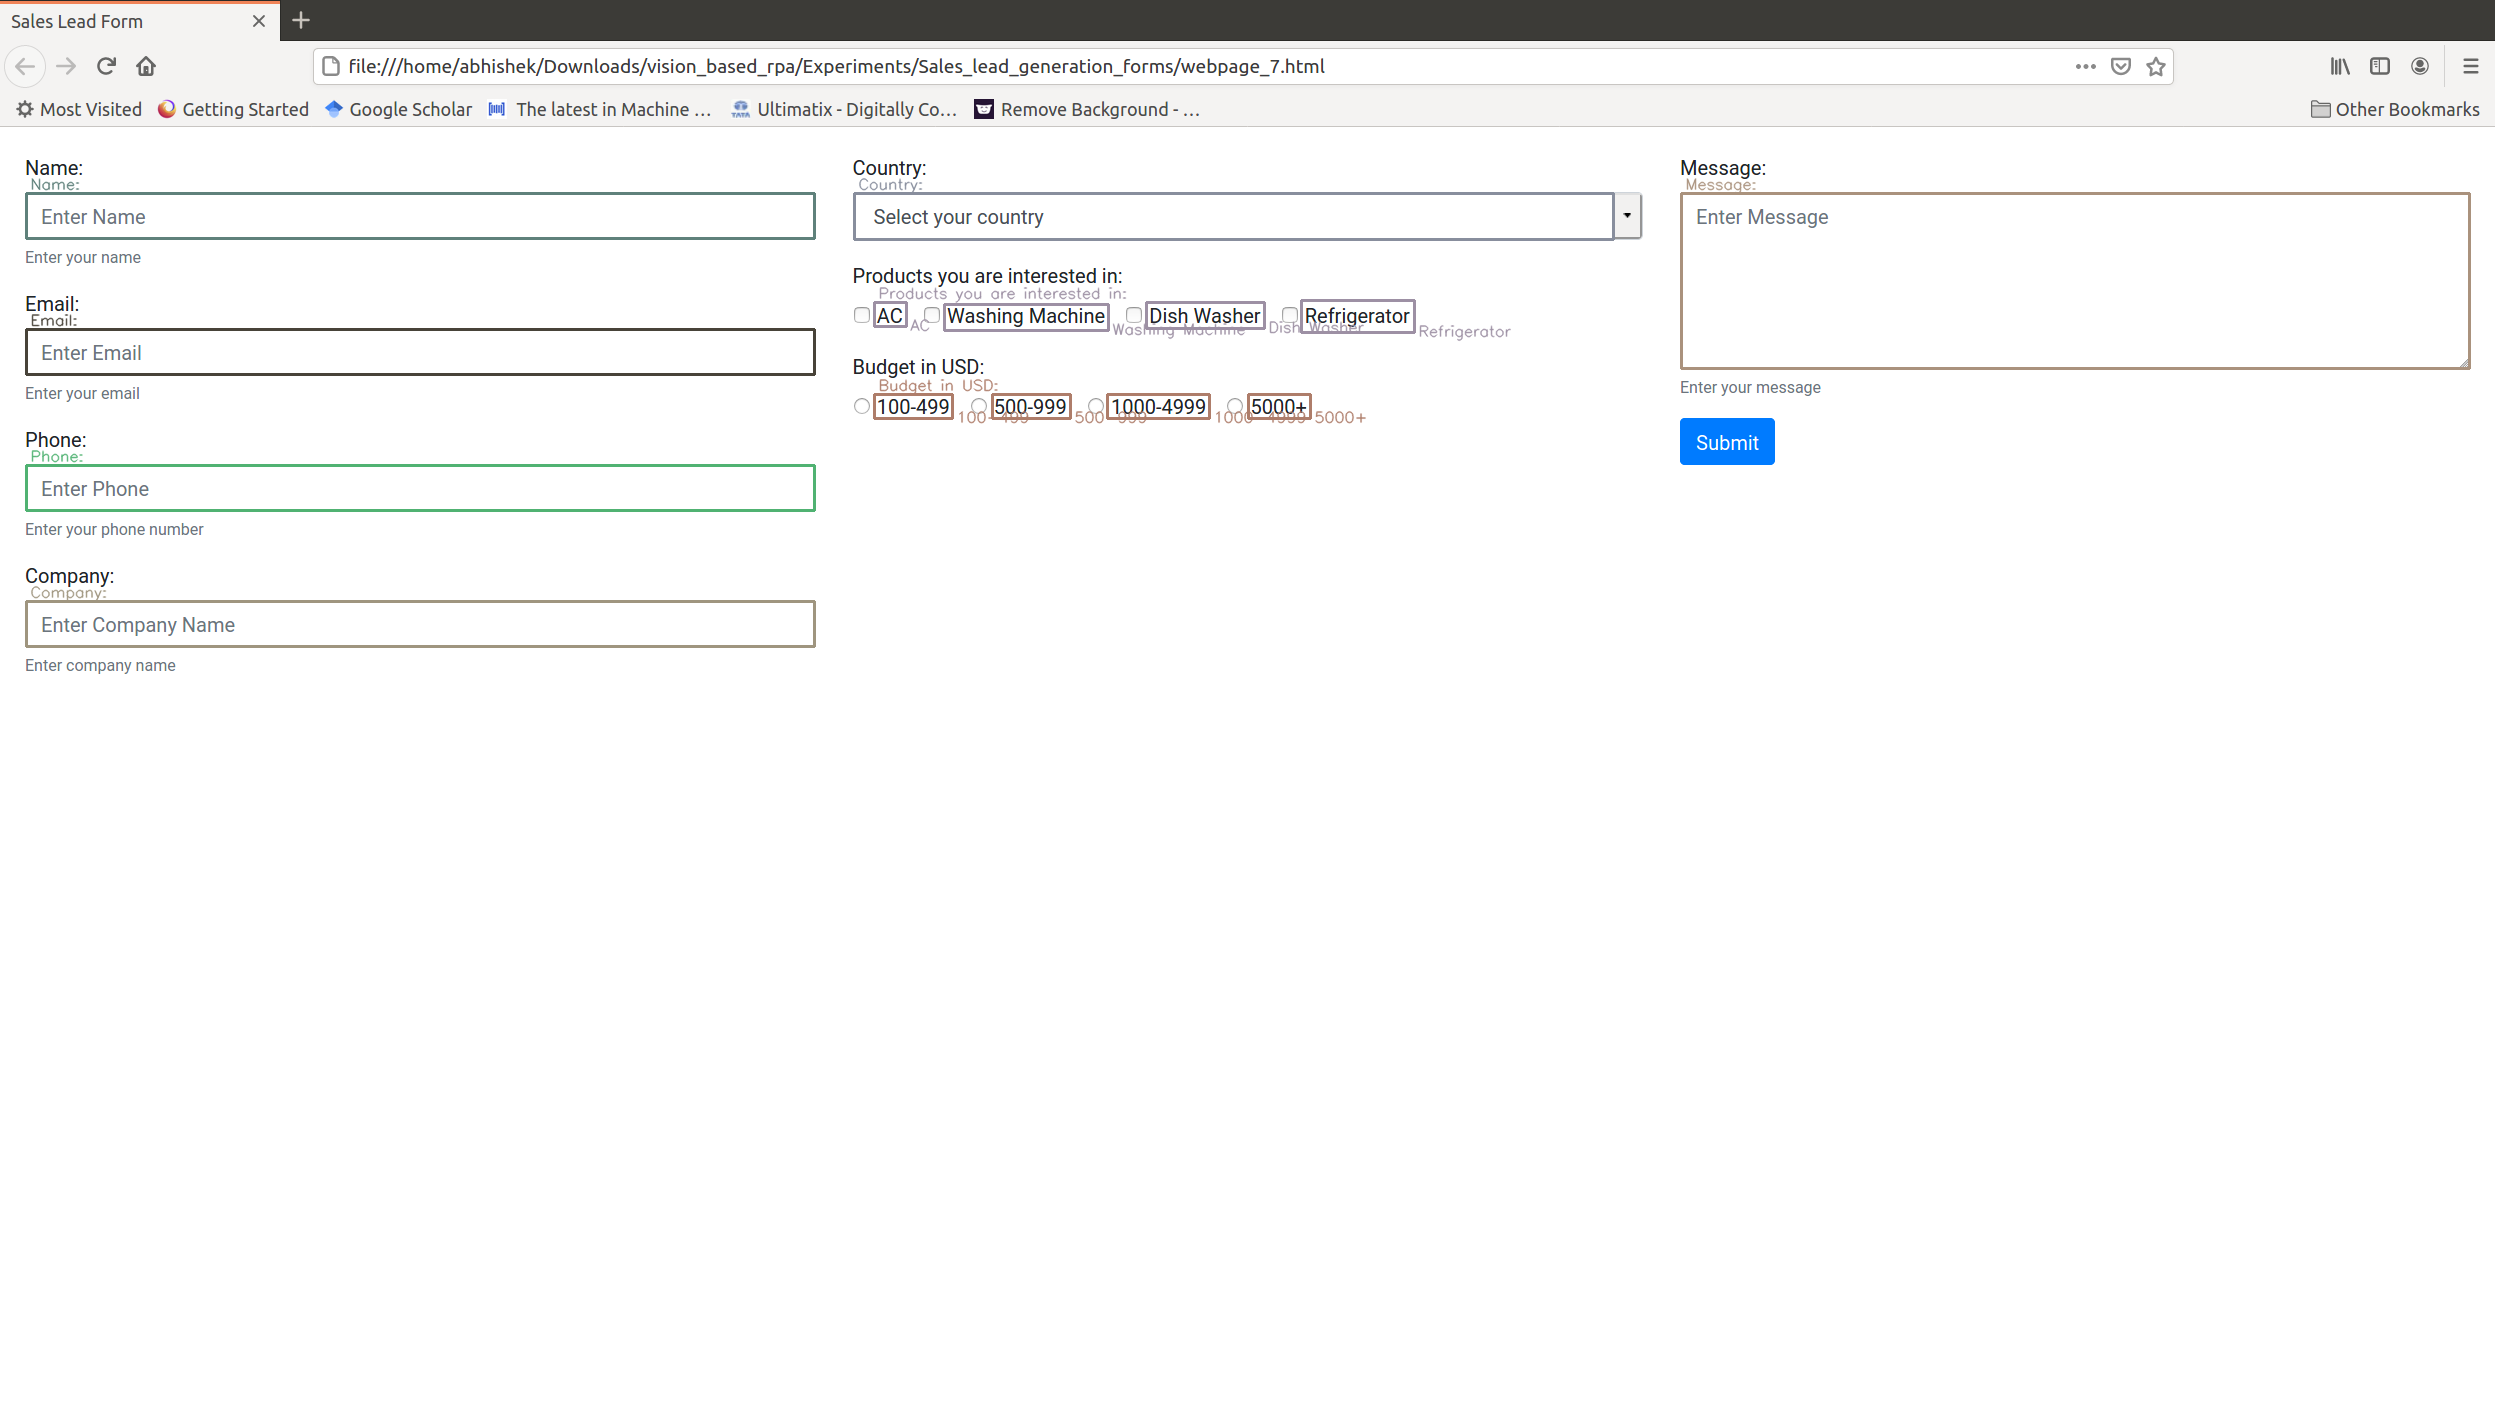 Sales Lead Form
file:///home/abhishek/Downloads/vision_based_rpa/Experiments/Sales_lead_generation_forms/webpage_7.html
Most Visited Getting Started Google Scholar The latest in Machine … Ultimatix - Digitally Co… Remove Background - … Other Bookmarks
Name:
Name:
Enter Name
Enter your name
Email:
Email:
Enter Email
Enter your email
Phone:
Phone:
Enter Phone
Enter your phone number
Company:
Company:
Enter Company Name
Enter company name
Country:
Country:
Select your country
Products you are interested in:
Products you are interested in:
AC Washing Machine Dish Washer Refrigerator
AC Washing Machine Dish Washer Refrigerator
Budget in USD:
Budget in USD:
100-499 500-999 1000-4999 5000+
100-499 500-999 1000-4999 5000+
Message:
Message:
Enter Message
Enter your message
Submit